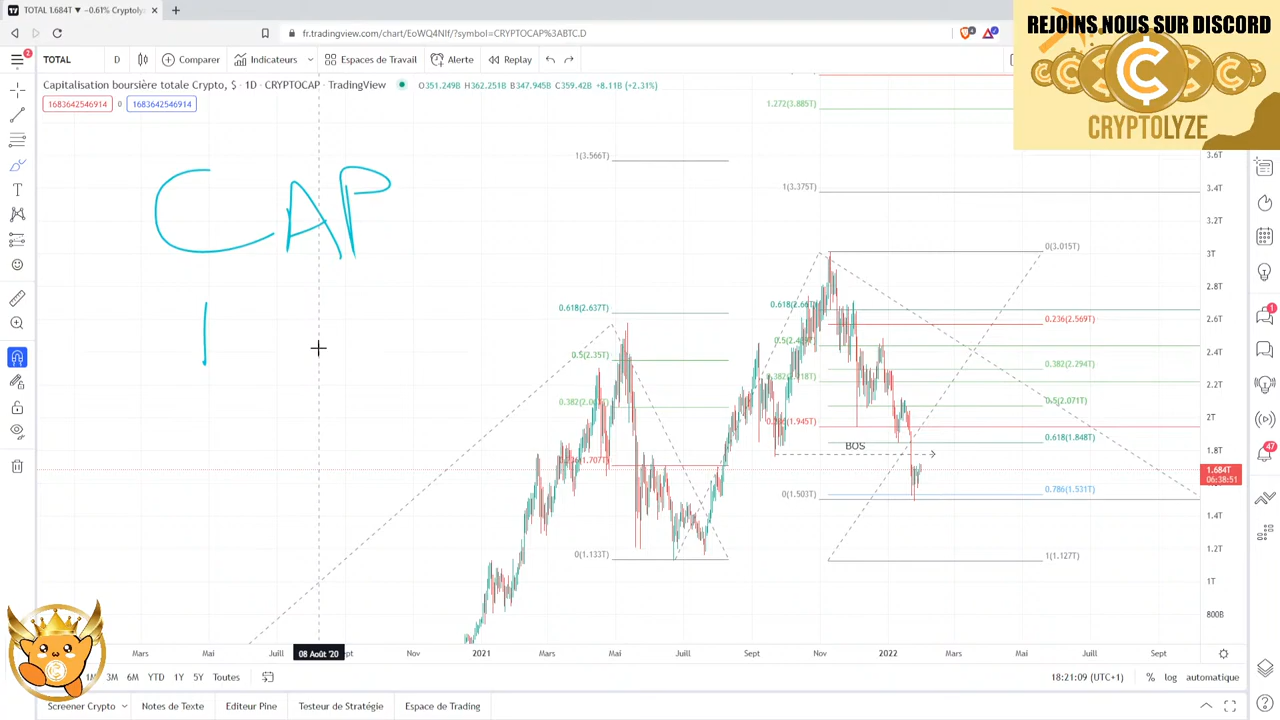 TOTAL 1.684T ▼ −0.61% Cryptolyz
fr.tradingview.com/chart/EoWQ4NIf/?symbol=CRYPTOCAP%3ABTC.D
REJOINS NOUS SUR DISCORD
CRYPTOLYZE
TOTAL
D
Comparer
Indicateurs
Espaces de Travail
Alerte
Replay
Capitalisation boursière totale Crypto, $ · 1D · CRYPTOCAP · TradingView
O351.249B H362.251B L347.945B C359.42B +8.11B (+2.31%)
1683642546914 0 1683642546914
CAP
1.272(3.885T)
1(3.566T)
1(3.375T)
0(3.015T)
0.618(2.637T)
0.236(2.569T)
0.5(2.35T)
0.382(2.294T)
0.5(2.071T)
0.618(1.848T)
BOS
0(1.503T)
0.786(1.531T)
0(1.133T)
1(1.127T)
3.6T
3.4T
3.2T
3T
2.8T
2.6T
2.4T
2.2T
2T
1.8T
1.684T
06:38:51
1.4T
1.2T
1T
800B
Mars Mai Juill 08 Août '20 Nov 2021 Mars Mai Juill Sept Nov 2022 Mars Mai Juill Sept
1M 3M 6M YTD 1Y 5Y Toutes
18:21:09 (UTC+1) % log automatique
Screener Crypto Notes de Texte Editeur Pine Testeur de Stratégie Espace de Trading